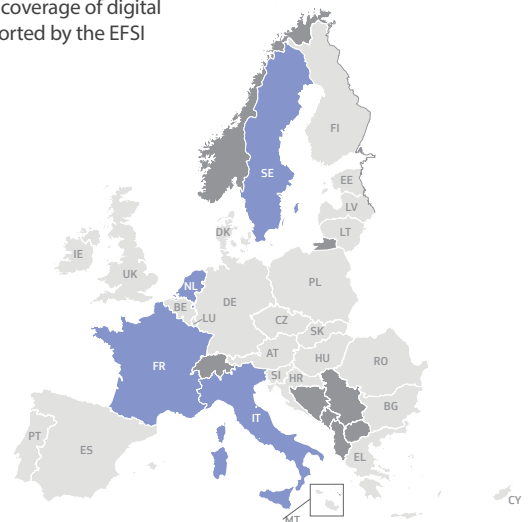 coverage of digital
orted by the EFSI
FI
SE
EE
LV
LT
DK
IE
UK
NL
BE
LU
DE
PL
CZ
SK
AT
HU
RO
FR
SI
HR
IT
BG
PT
ES
EL
CY
MT